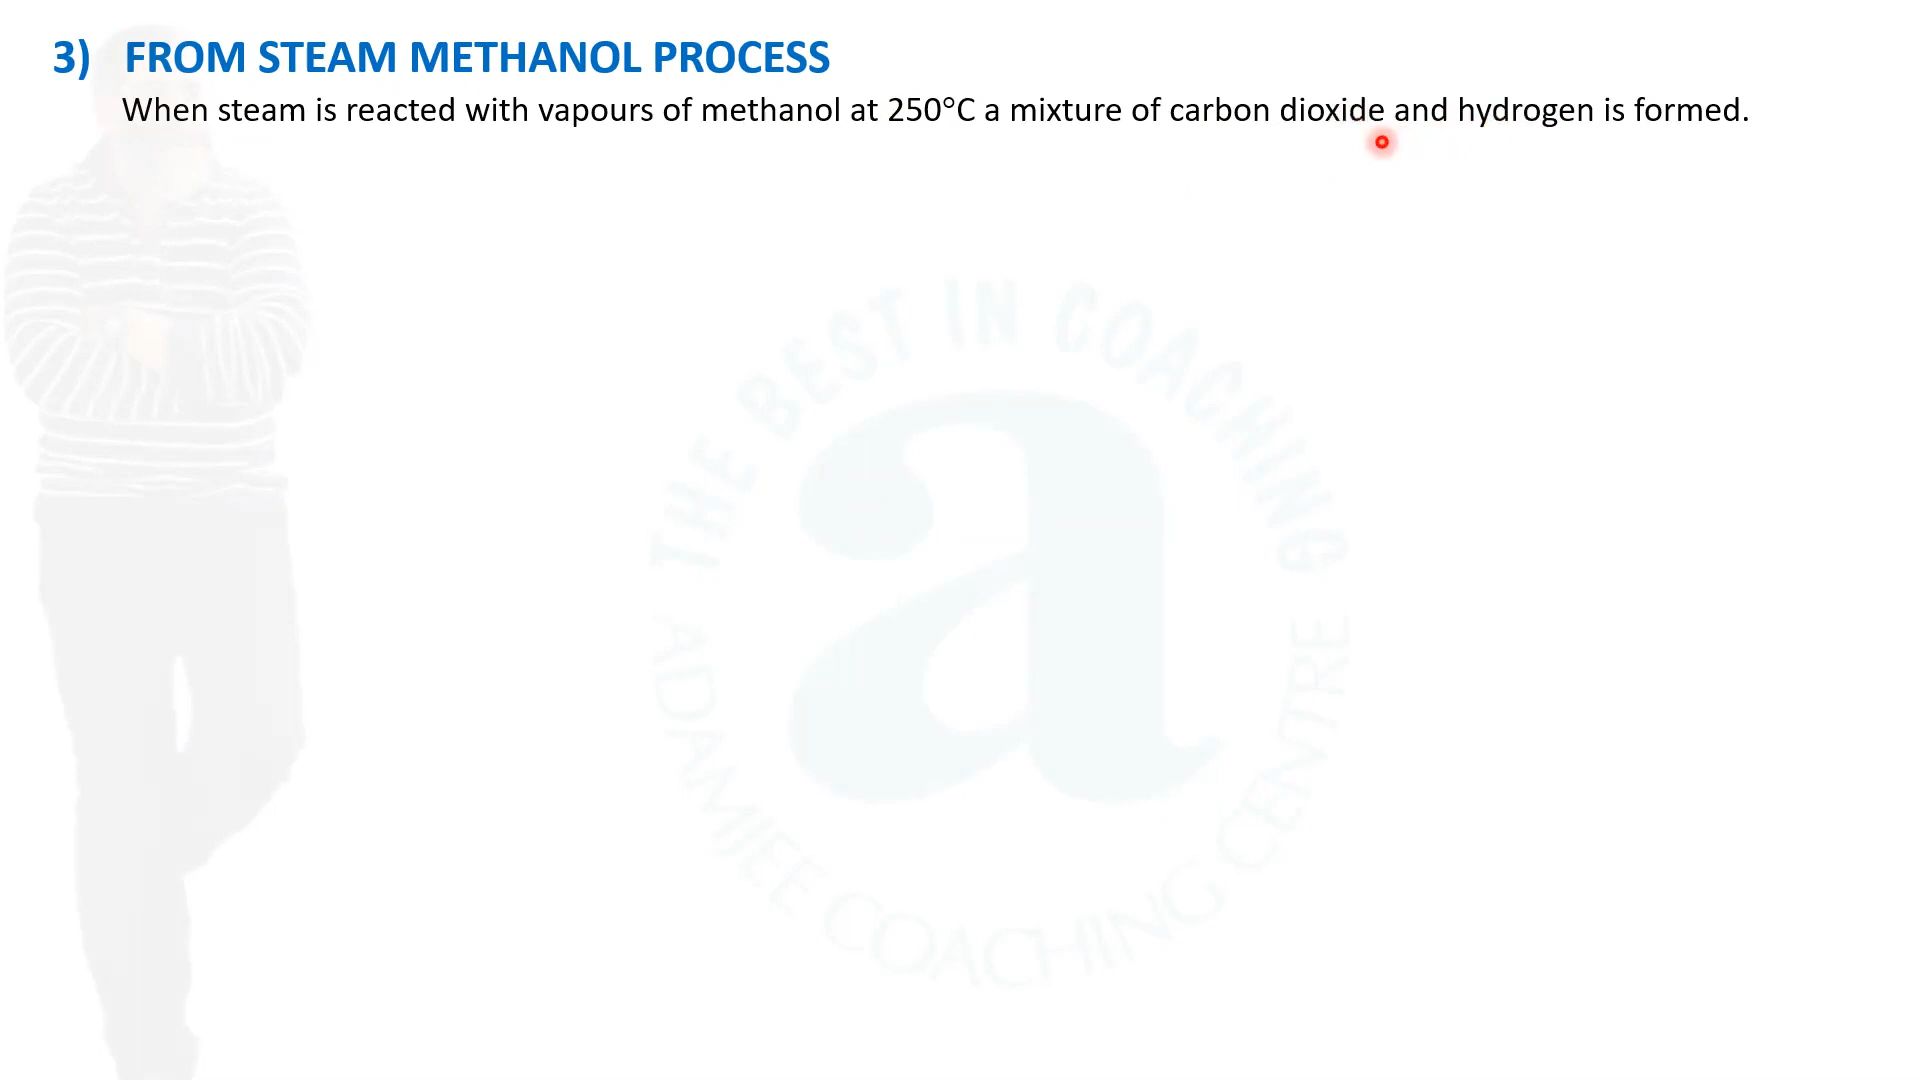 3) FROM STEAM METHANOL PROCESS
When steam is reacted with vapours of methanol at 250°C a mixture of carbon dioxide and hydrogen is formed.
THE BEST IN COACHING
a
ADAMJEE COACHING CENTRE